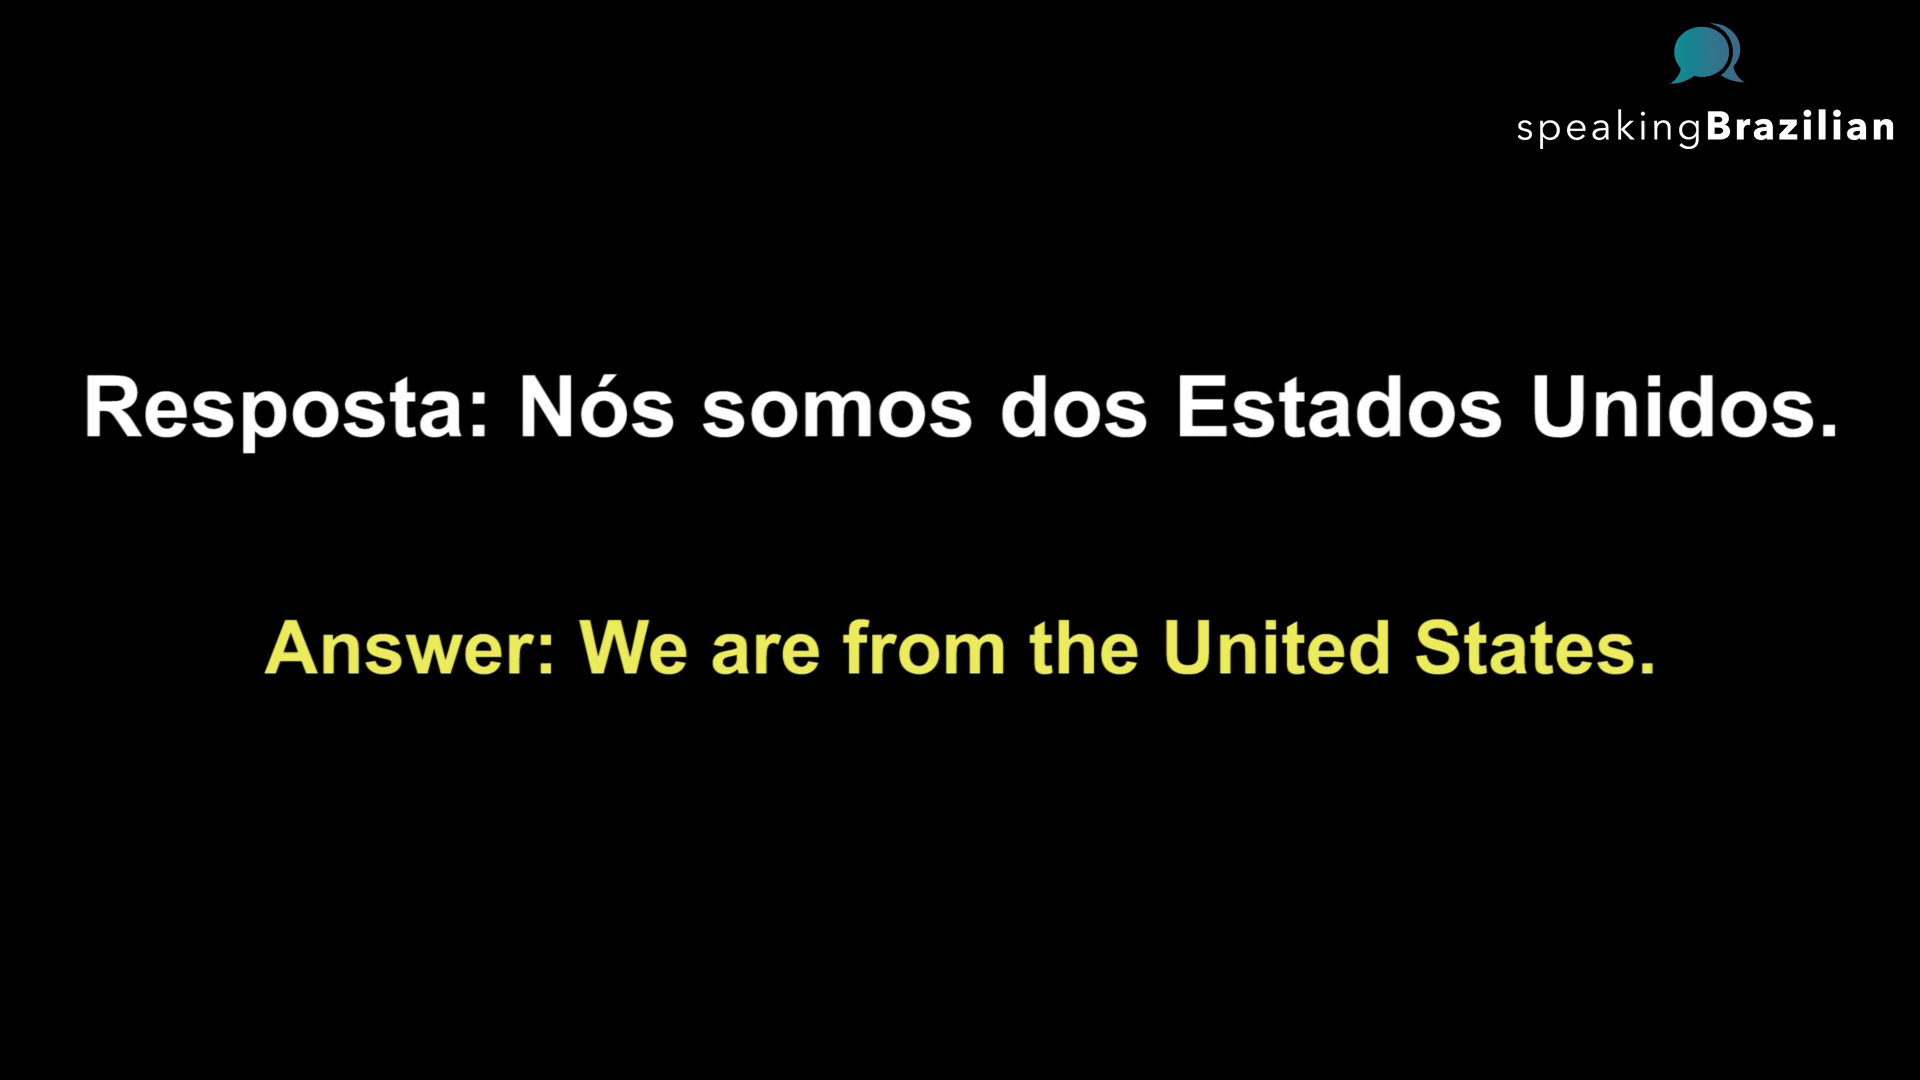 speakingBrazilian
Resposta: Nós somos dos Estados Unidos.
Answer: We are from the United States.